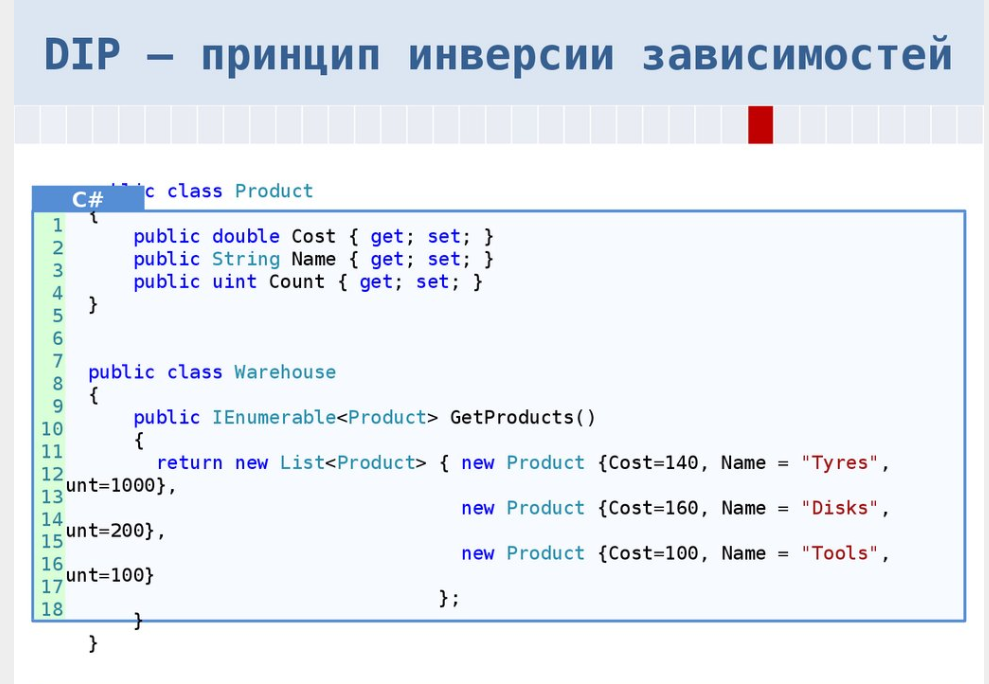 DIP – принцип инверсии зависимостей
C#
class Product
{
1
public double Cost { get; set; }
2
public String Name { get; set; }
3
public uint Count { get; set; }
4
}
5
6
7
public class Warehouse
8
{
9
public IEnumerable<Product> GetProducts()
10
{
11
return new List<Product> { new Product {Cost=140, Name = "Tyres",
12
unt=1000},
13
new Product {Cost=160, Name = "Disks",
14
unt=200},
15
new Product {Cost=100, Name = "Tools",
16
unt=100}
17
};
18
}
}